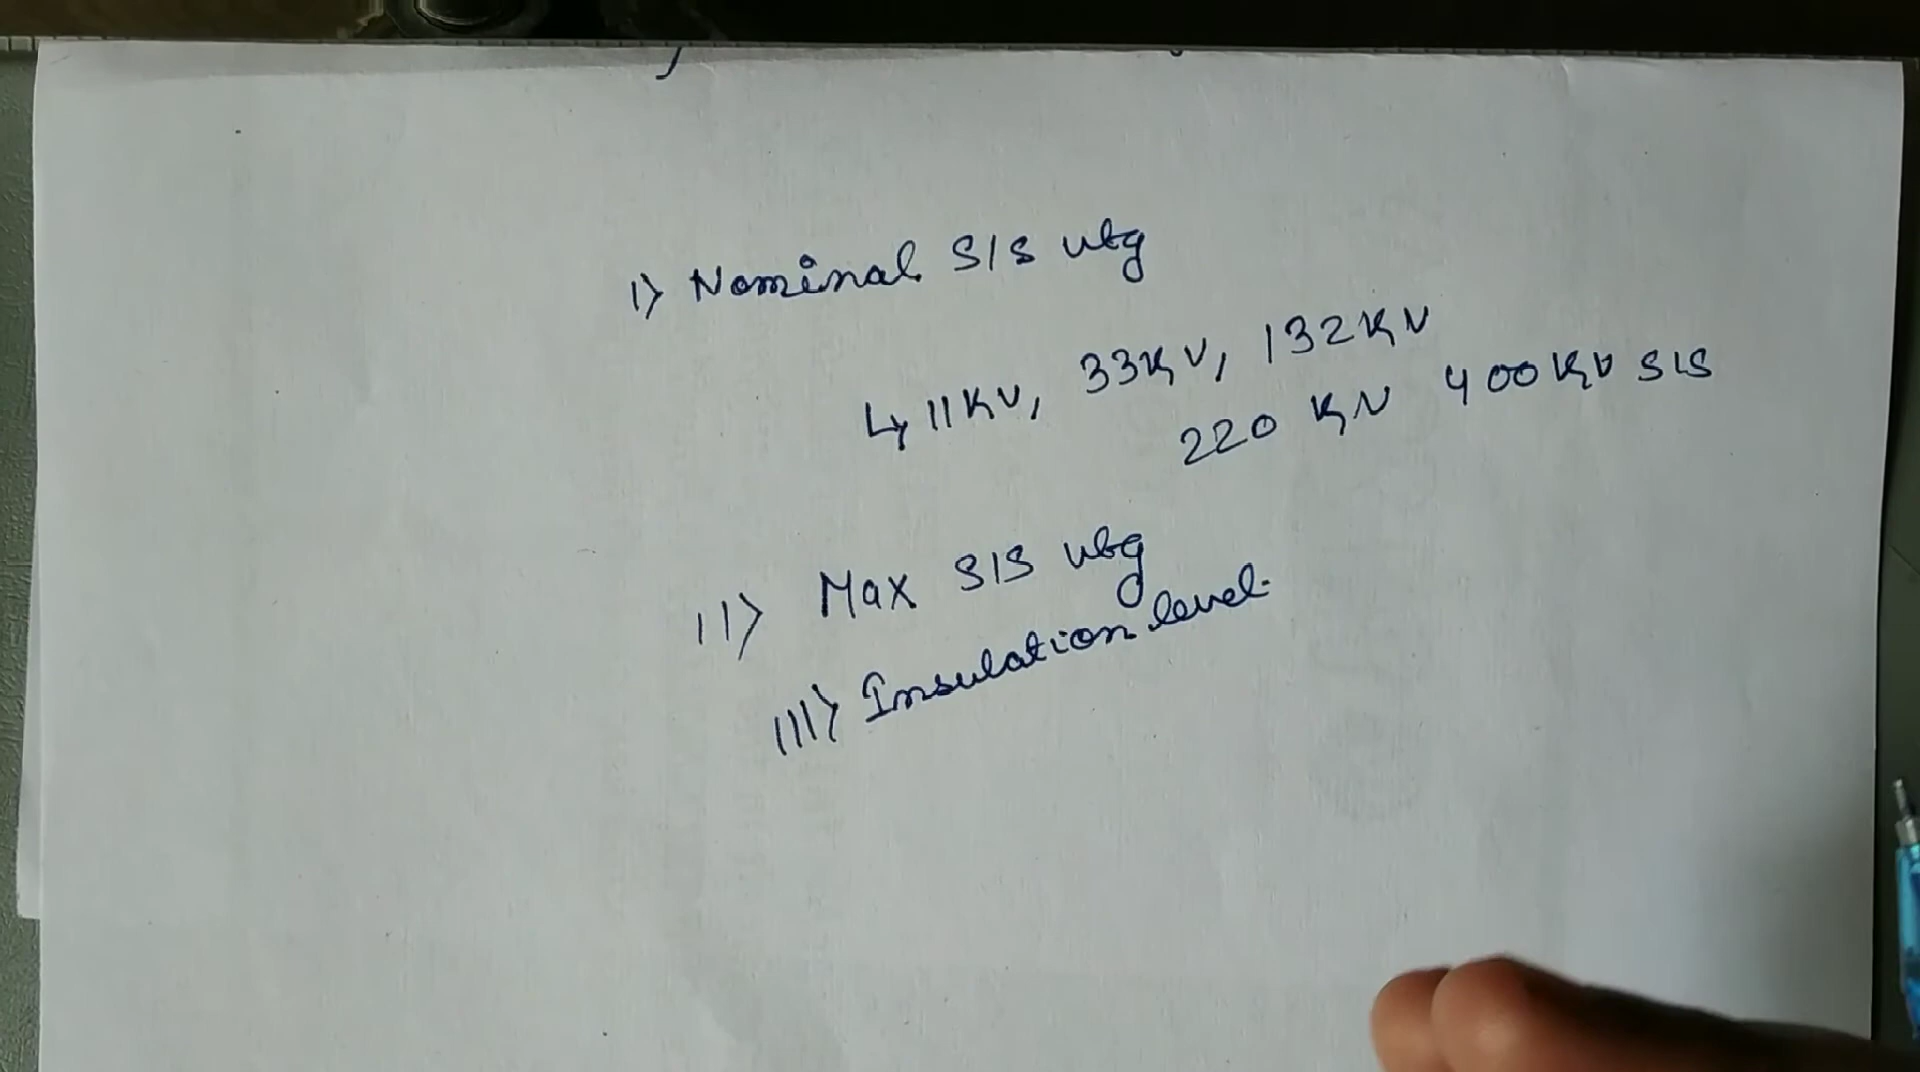 1) Nominal S/S vtg
↳ 11KV, 33KV, 132KV
220 KV 400KV S/S
11) Max S/S vtg
111) Insulation level.